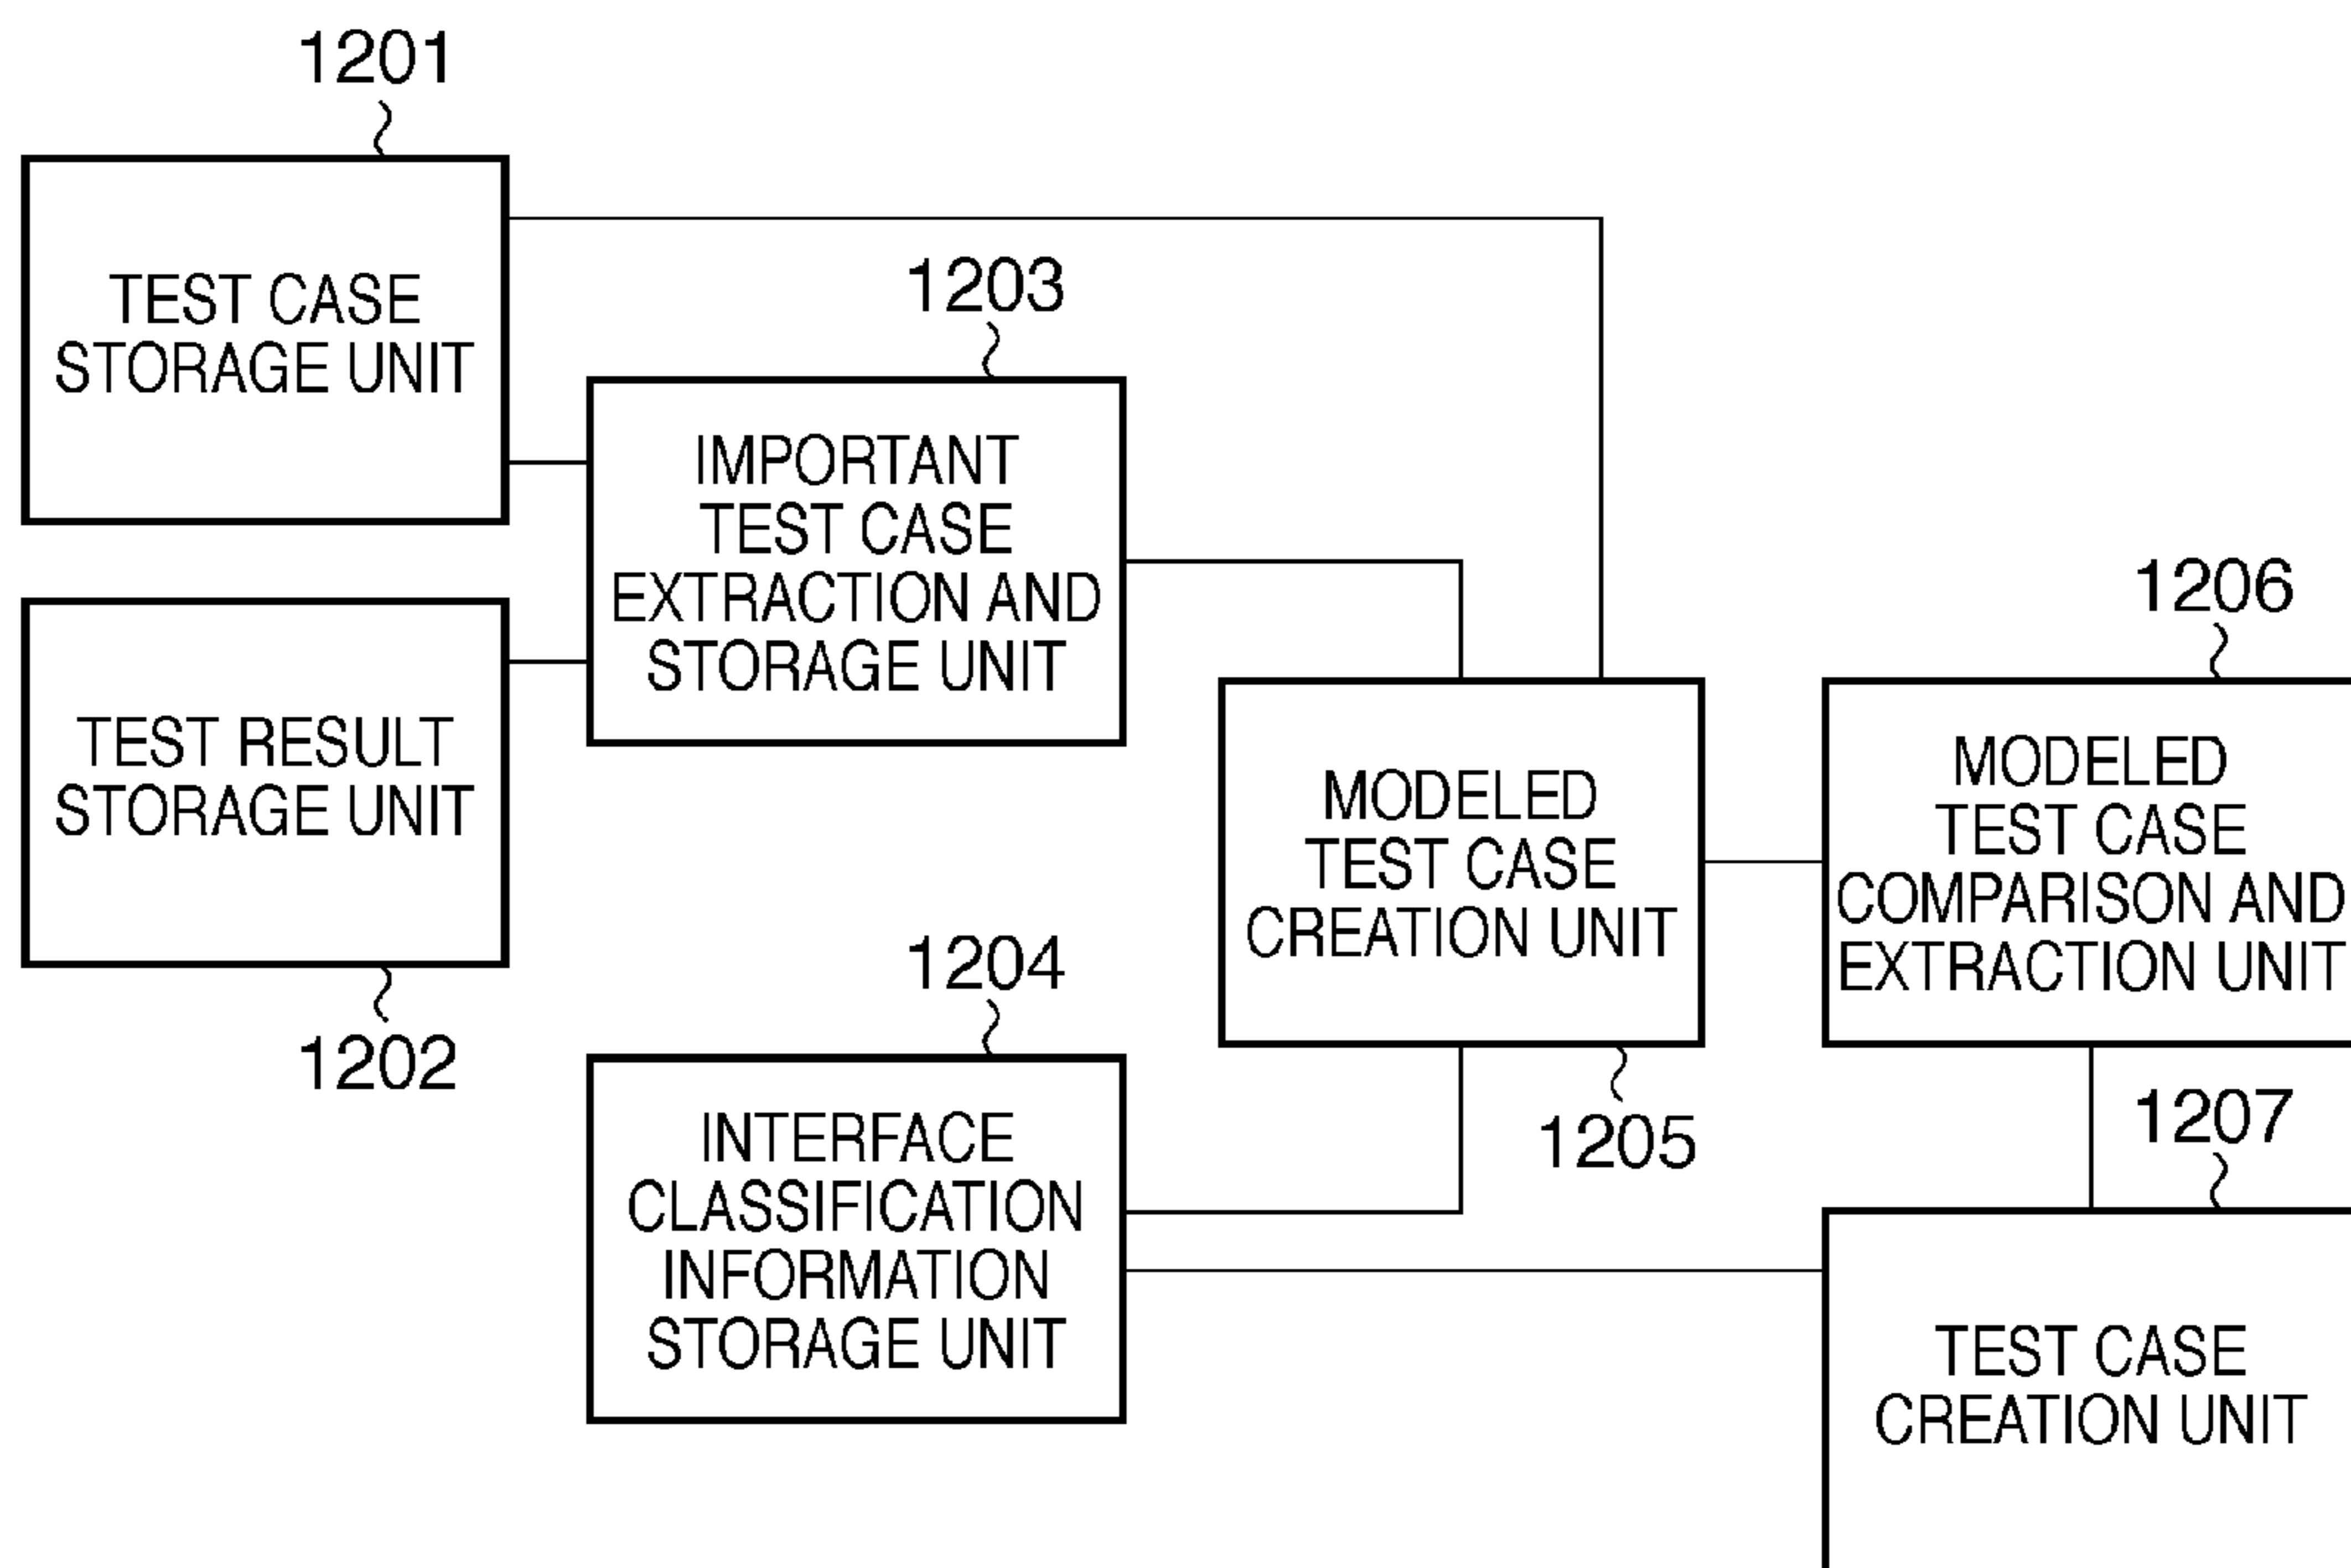 1201
TEST CASE
STORAGE UNIT
1203
IMPORTANT
TEST CASE
EXTRACTION AND
STORAGE UNIT
TEST RESULT
STORAGE UNIT
1202
1204
INTERFACE
CLASSIFICATION
INFORMATION
STORAGE UNIT
MODELED
TEST CASE
CREATION UNIT
1205
1206
MODELED
TEST CASE
COMPARISON AND
EXTRACTION UNIT
1207
TEST CASE
CREATION UNIT